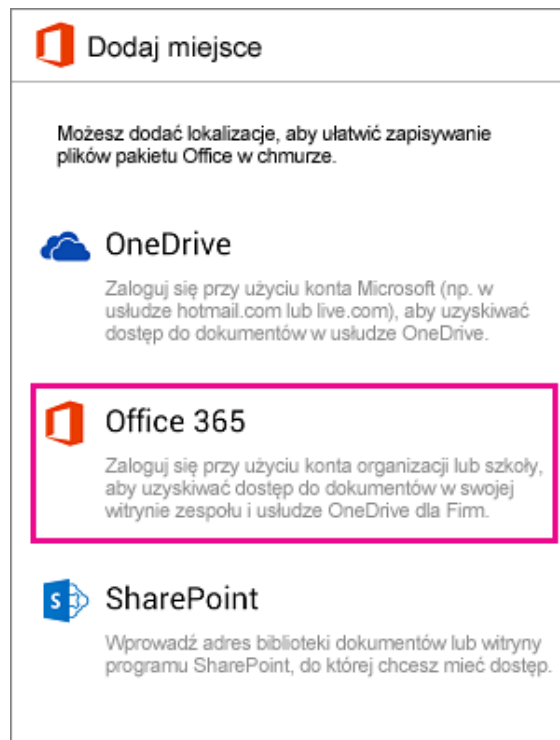 Dodaj miejsce
Możesz dodać lokalizacje, aby ułatwić zapisywanie
plików pakietu Office w chmurze.
OneDrive
Zaloguj się przy użyciu konta Microsoft (np. w
usłudze hotmail.com lub live.com), aby uzyskiwać
dostęp do dokumentów w usłudze OneDrive.
Office 365
Zaloguj się przy użyciu konta organizacji lub szkoły,
aby uzyskiwać dostęp do dokumentów w swojej
witrynie zespołu i usłudze OneDrive dla Firm.
SharePoint
Wprowadź adres biblioteki dokumentów lub witryny
programu SharePoint, do której chcesz mieć dostęp.